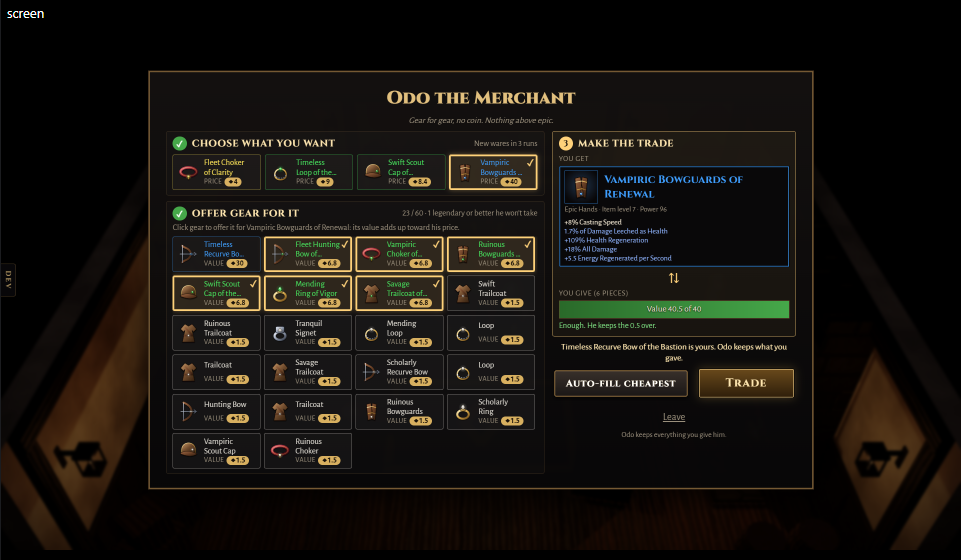 screen
ODO THE MERCHANT
Gear for gear, no coin. Nothing above epic.
CHOOSE WHAT YOU WANT
New wares in 3 runs
Fleet Choker
of Clarity
PRICE 4
Timeless
Loop of the...
PRICE 9
Swift Scout
Cap of...
PRICE 8.4
Vampiric
Bowguards ...
PRICE 40
OFFER GEAR FOR IT
23 / 60 · 1 legendary or better he won't take
Click gear to offer it for Vampiric Bowguards of Renewal: its value adds up toward his price.
Timeless
Recurve Bo...
VALUE 30
Fleet Hunting
Bow of...
VALUE 6.8
Vampiric
Choker of...
VALUE 6.8
Ruinous
Bowguards ...
VALUE 6.8
Swift Scout
Cap of the...
VALUE 6.8
Mending
Ring of Vigor
VALUE 6.8
Savage
Trailcoat of...
VALUE 6.8
Swift
Trailcoat
VALUE 1.5
Ruinous
Trailcoat
VALUE 1.5
Tranquil
Signet
VALUE 1.5
Mending
Loop
VALUE 1.5
Loop
VALUE 1.5
Trailcoat
VALUE 1.5
Savage
Trailcoat
VALUE 1.5
Scholarly
Recurve Bow
VALUE 1.5
Loop
VALUE 1.5
Hunting Bow
VALUE 1.5
Trailcoat
VALUE 1.5
Ruinous
Bowguards
VALUE 1.5
Scholarly
Ring
VALUE 1.5
Vampiric
Scout Cap
VALUE 1.5
Ruinous
Choker
VALUE 1.5
3 MAKE THE TRADE
YOU GET
VAMPIRIC BOWGUARDS OF
RENEWAL
Epic Hands · Item level 7 · Power 96
+8% Casting Speed
1.7% of Damage Leeched as Health
+109% Health Regeneration
+18% All Damage
+5.5 Energy Regenerated per Second
YOU GIVE (6 PIECES)
Value 40.5 of 40
Enough. He keeps the 0.5 over.
Timeless Recurve Bow of the Bastion is yours. Odo keeps what you
gave.
AUTO-FILL CHEAPEST
TRADE
Leave
Odo keeps everything you give him.
DEV